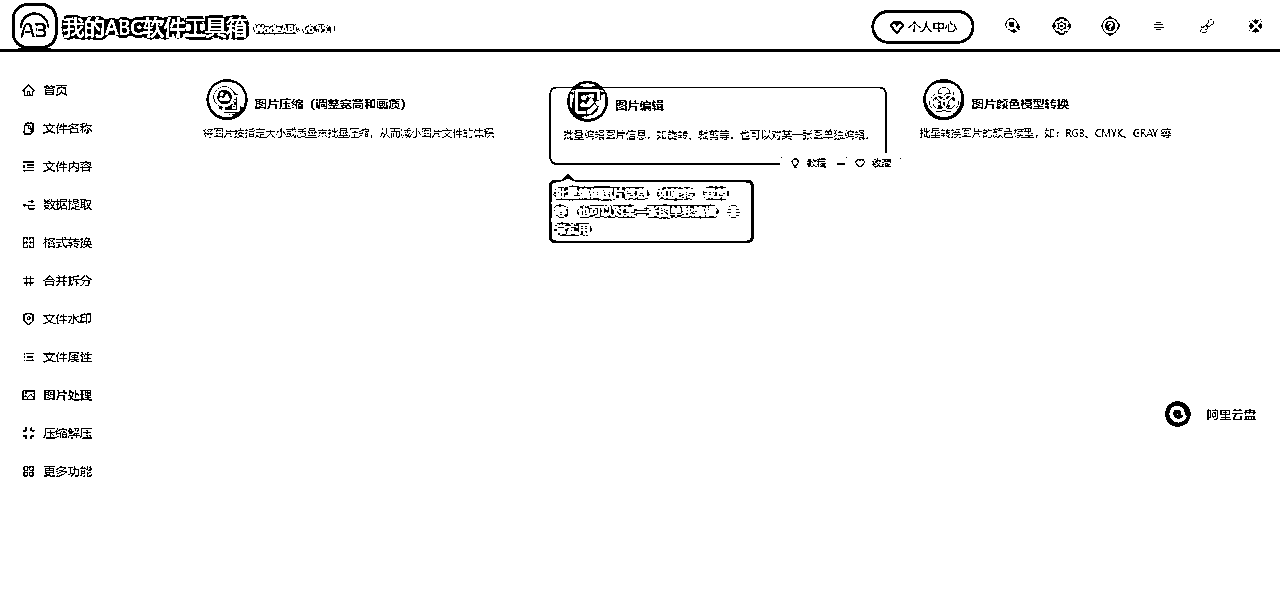 我的ABC软件工具箱
个人中心
首页
文件名称
文件内容
数据提取
格式转换
合并拆分
文件水印
文件属性
图片处理
压缩解压
更多功能
图片压缩（调整宽高和画质）
将图片按指定大小或质量来批量压缩，从而减小图片文件的体积
图片编辑
批量编辑图片信息，如旋转、裁剪等，也可以对某一张图单独编辑，
教程
收藏
图片颜色模型转换
批量转换图片的颜色模型，如：RGB、CMYK、GRAY 等
批量编辑图片信息，如旋转、裁剪
等，也可以对某一张图单独编辑，非
常实用
阿里云盘